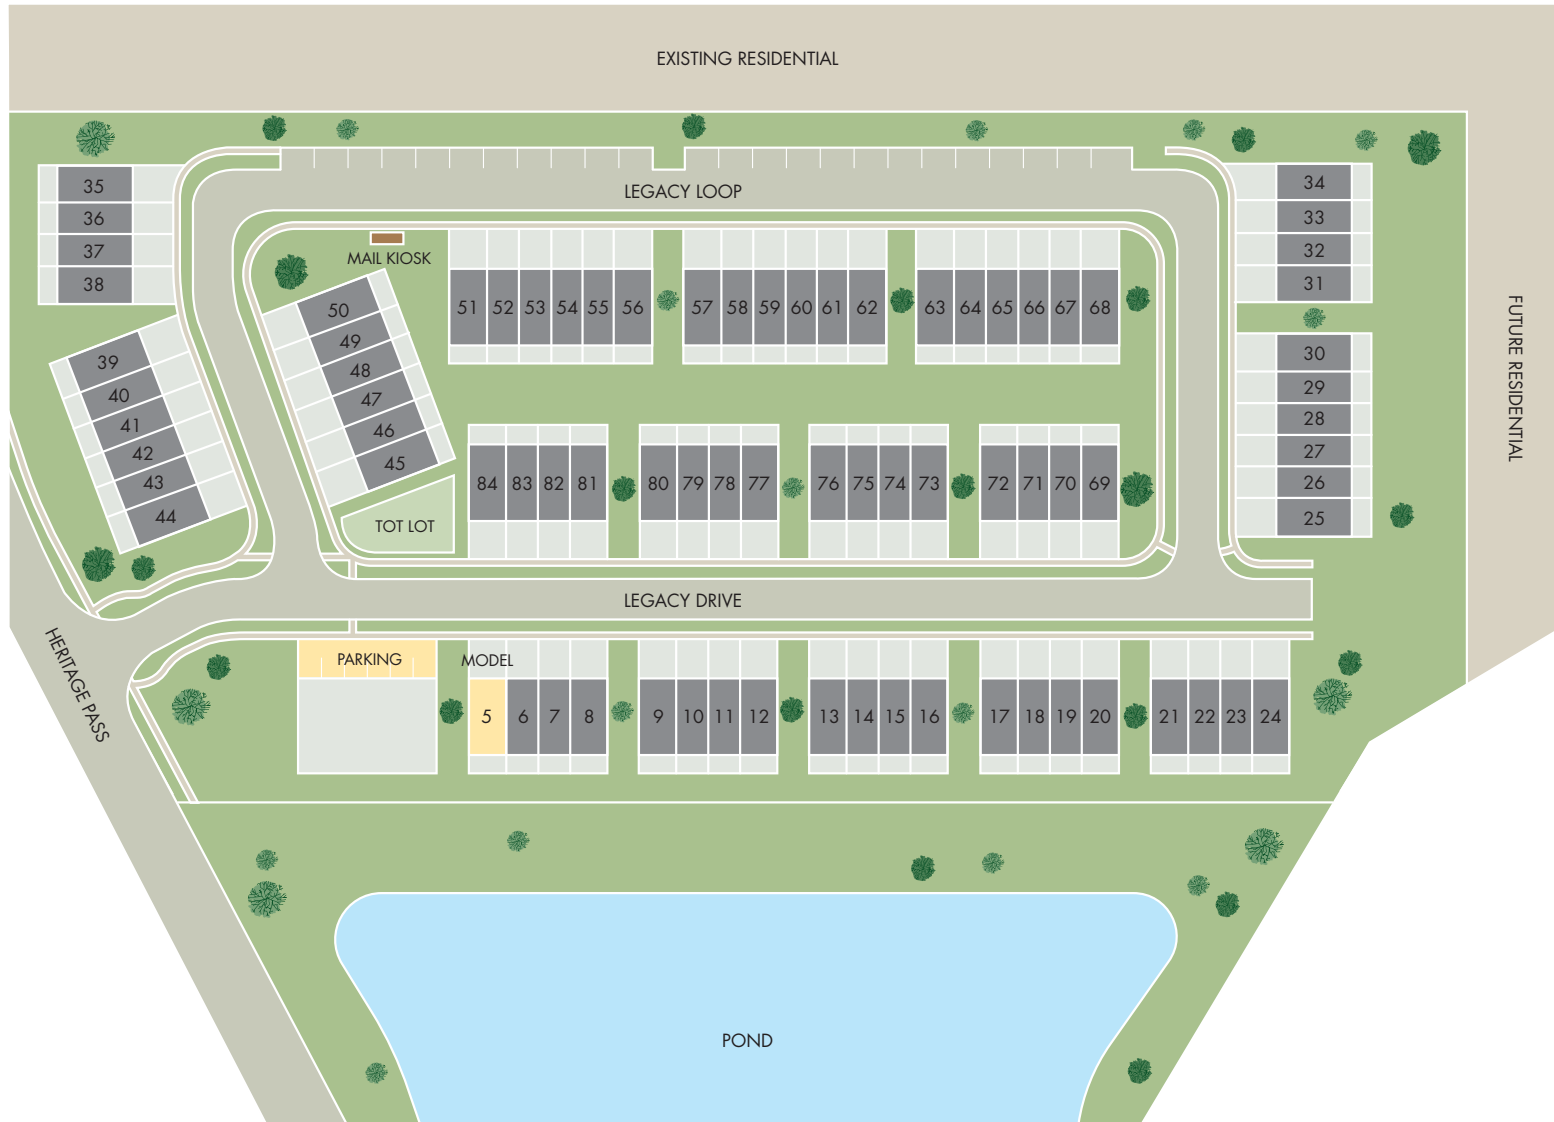 EXISTING RESIDENTIAL
LEGACY LOOP
MAIL KIOSK
35
36
37
38
34
33
32
31
51 52 53 54 55 56
57 58 59 60 61 62
63 64 65 66 67 68
50
49
48
47
46
45
39
40
41
42
43
44
30
29
28
27
26
25
FUTURE RESIDENTIAL
84 83 82 81
80 79 78 77
76 75 74 73
72 71 70 69
TOT LOT
LEGACY DRIVE
HERITAGE PASS
PARKING
MODEL
5 6 7 8
9 10 11 12
13 14 15 16
17 18 19 20
21 22 23 24
POND